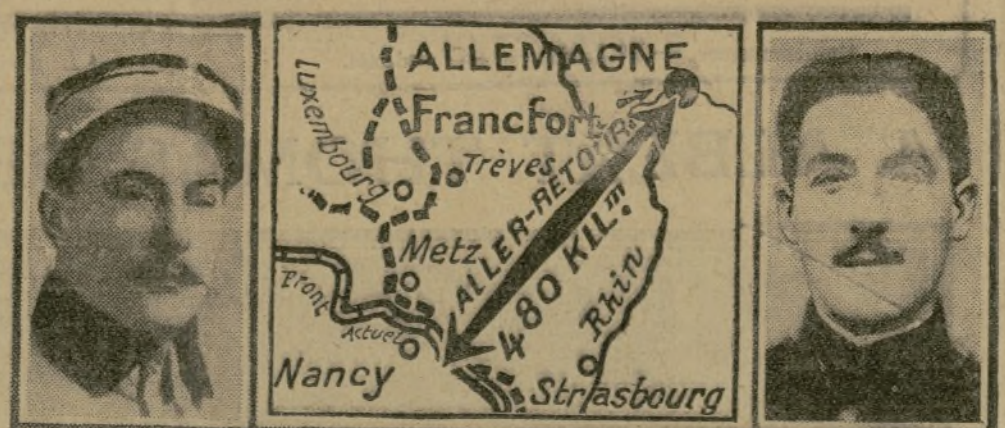 ALLEMAGNE
Luxembourg
Francfort
Trèves
ALLER-RETOUR
480 KIL.m
Metz
Front
Actuel
Rhin
Nancy
Strasbourg